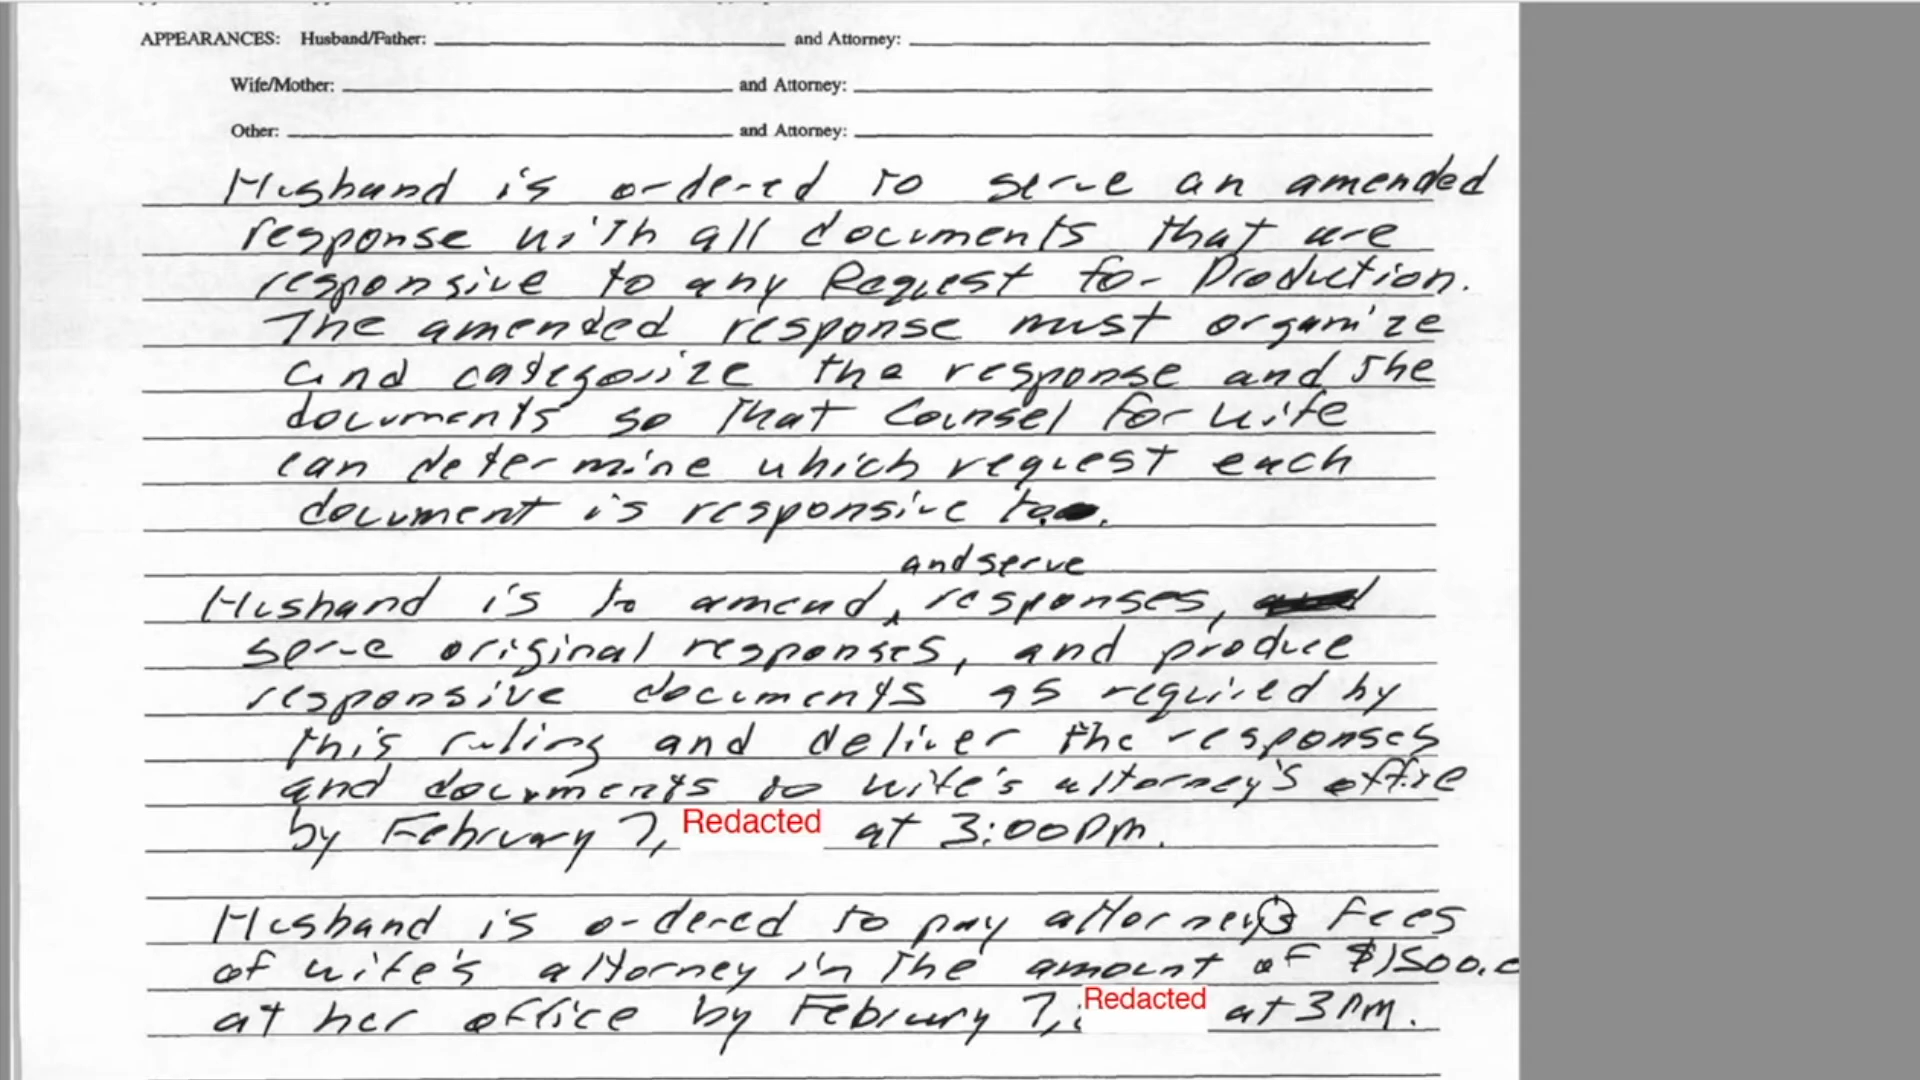 APPEARANCES: Husband/Father: and Attorney:
Wife/Mother: and Attorney:
Other: and Attorney:
Husband is ordered to serve an amended
response with all documents that are
responsive to any Request for Production.
The amended response must organize
and categorize the response and the
documents so that Counsel for wife
can determine which request each
document is responsive to.
and serve
Husband is to amend, responses,
serve original responses, and produce
responsive documents as required by
this ruling and deliver the responses
and documents to wife's attorney's office
by February 7, Redacted at 3:00 PM.
Husband is ordered to pay attorney's fees
of wife's attorney in the amount of $1500.
at her office by February 7, Redacted at 3 PM.